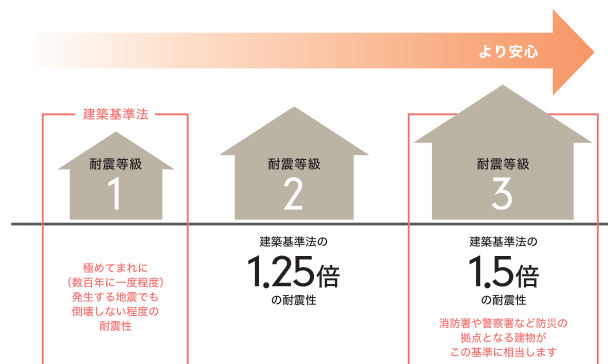 より安心
建築基準法
耐震等級
1
極めてまれに
（数百年に一度程度）
発生する地震でも
倒壊しない程度の
耐震性
耐震等級
2
建築基準法の
1.25倍
の耐震性
耐震等級
3
建築基準法の
1.5倍
の耐震性
消防署や警察署など防災の
拠点となる建物が
この基準に相当します